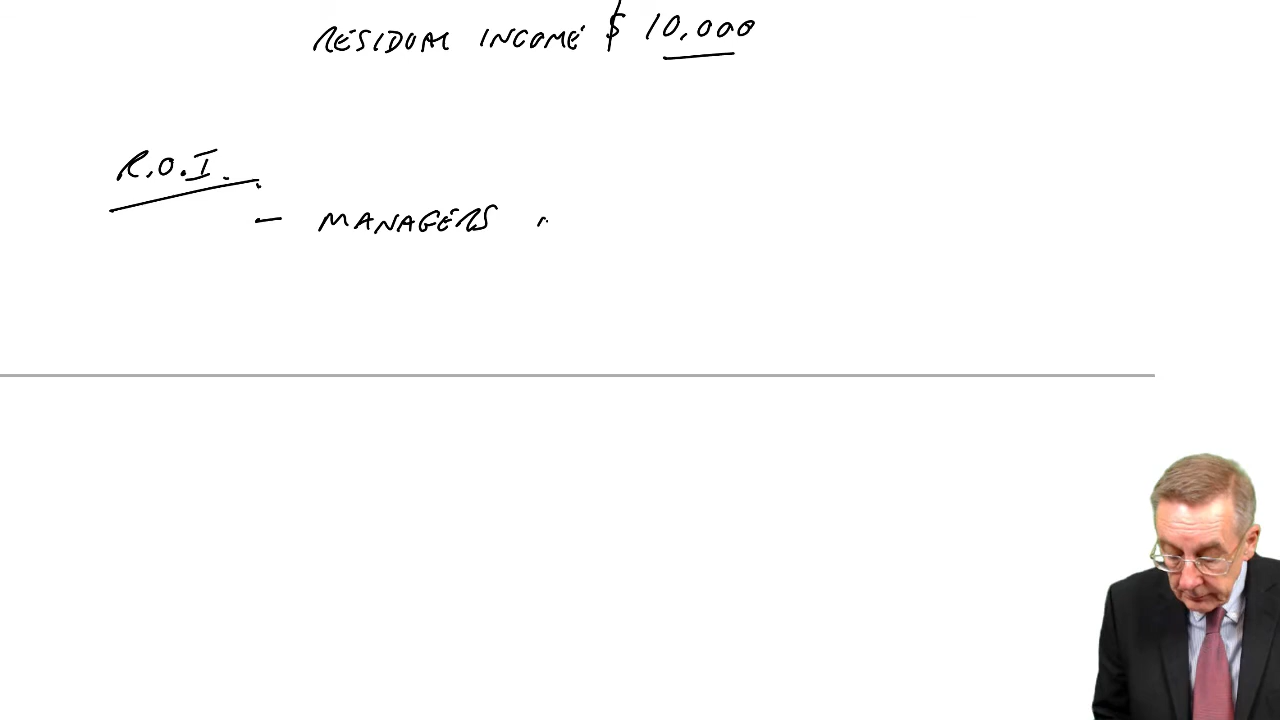 RESIDUAL INCOME $ 10,000
R.O.I.
- MANAGERS